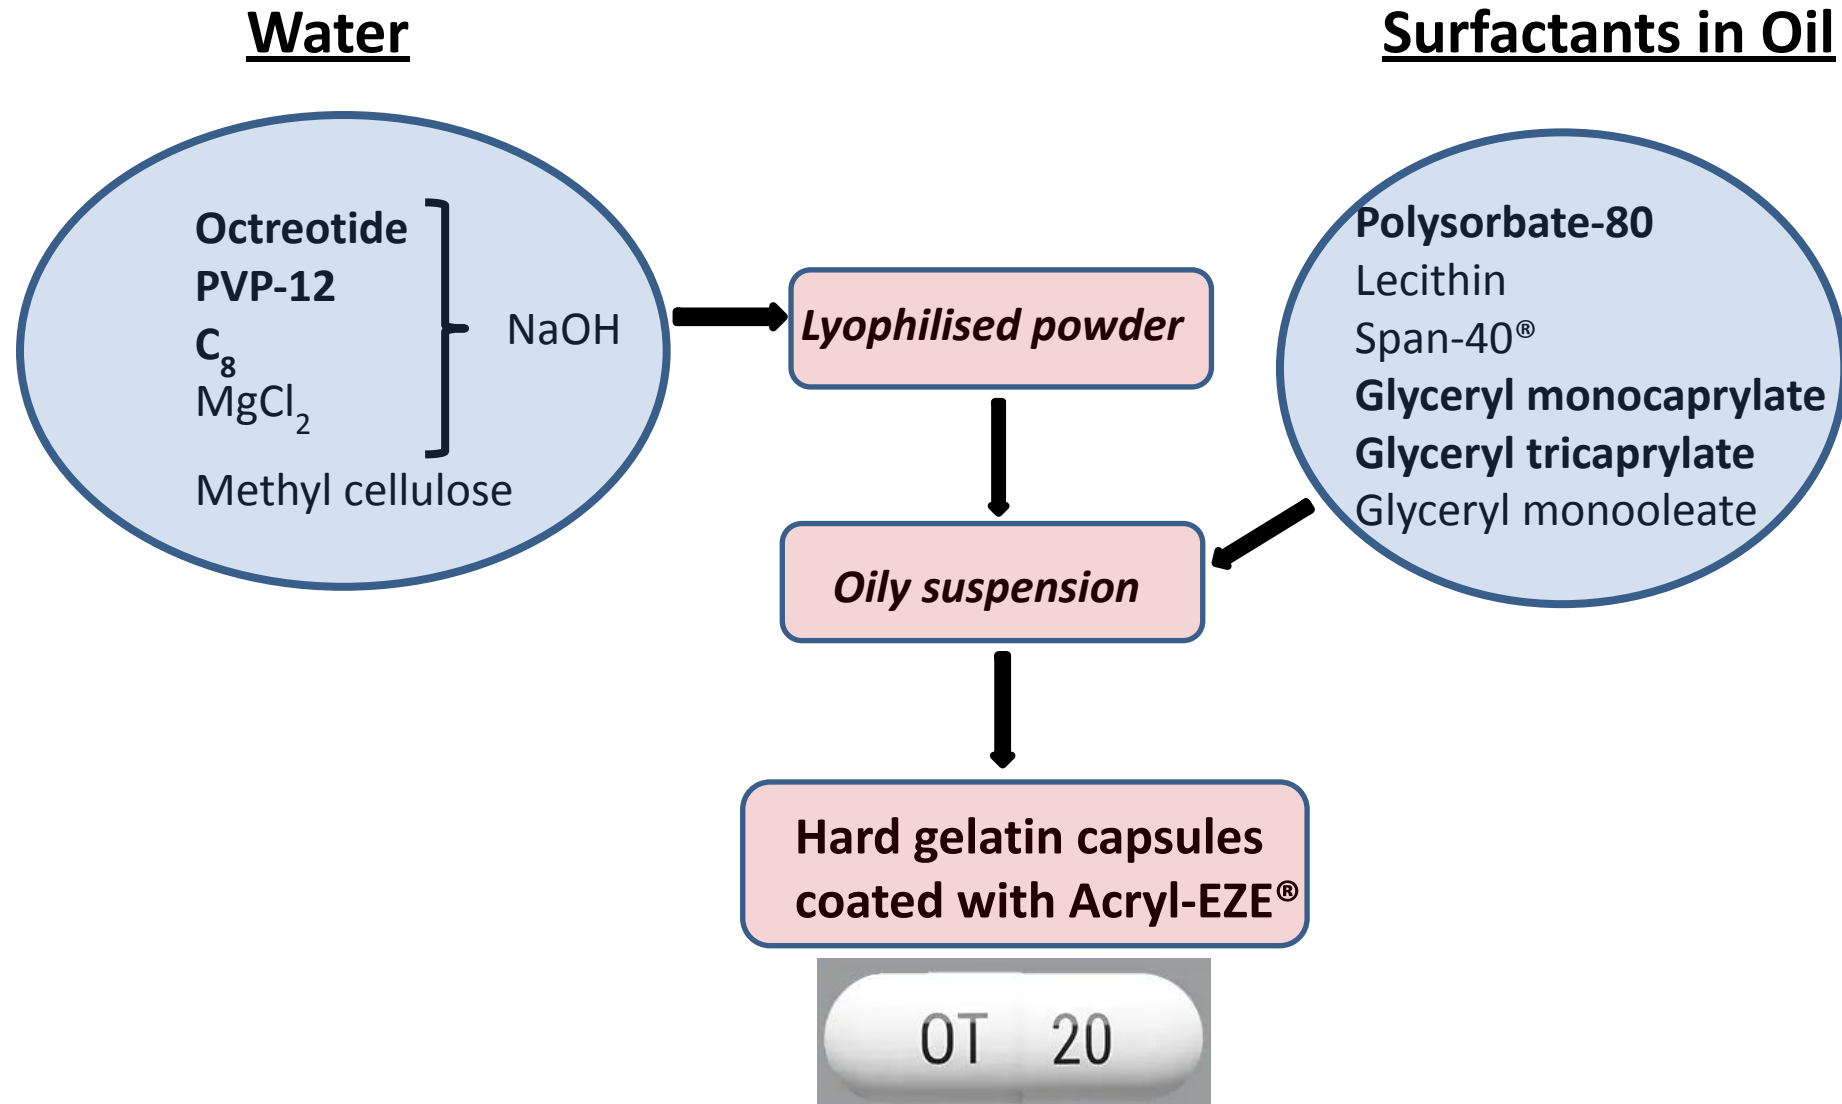 Water
Surfactants in Oil
Octreotide
PVP-12
C₈
MgCl₂
NaOH
Methyl cellulose
Lyophilised powder
Polysorbate-80
Lecithin
Span-40®
Glyceryl monocaprylate
Glyceryl tricaprylate
Glyceryl monooleate
Oily suspension
Hard gelatin capsules
coated with Acryl-EZE®
OT 20